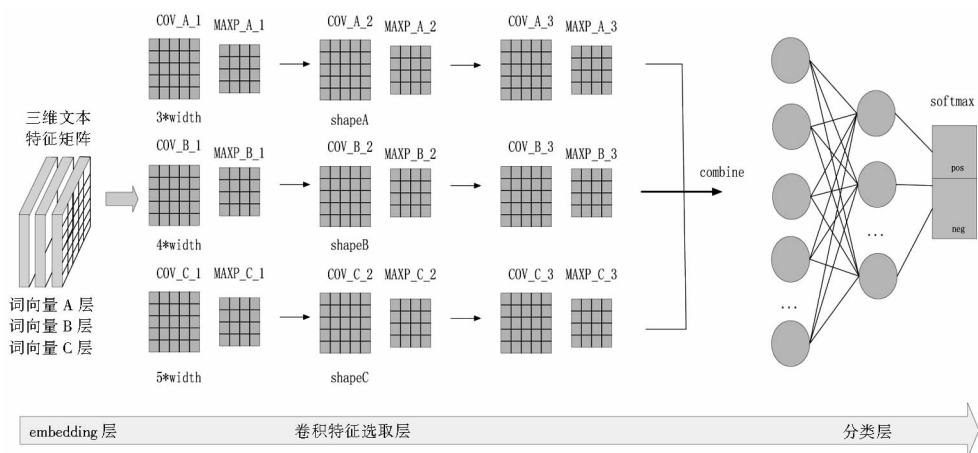 COV_A_1 MAXP_A_1 COV_A_2 MAXP_A_2 COV_A_3 MAXP_A_3
3*width shapeA
三维文本
特征矩阵
COV_B_1 MAXP_B_1 COV_B_2 MAXP_B_2 COV_B_3 MAXP_B_3
4*width shapeB
COV_C_1 MAXP_C_1 COV_C_2 MAXP_C_2 COV_C_3 MAXP_C_3
5*width shapeC
词向量 A 层
词向量 B 层
词向量 C 层
combine
...
...
softmax
pos
neg
embedding 层 卷积特征选取层 分类层